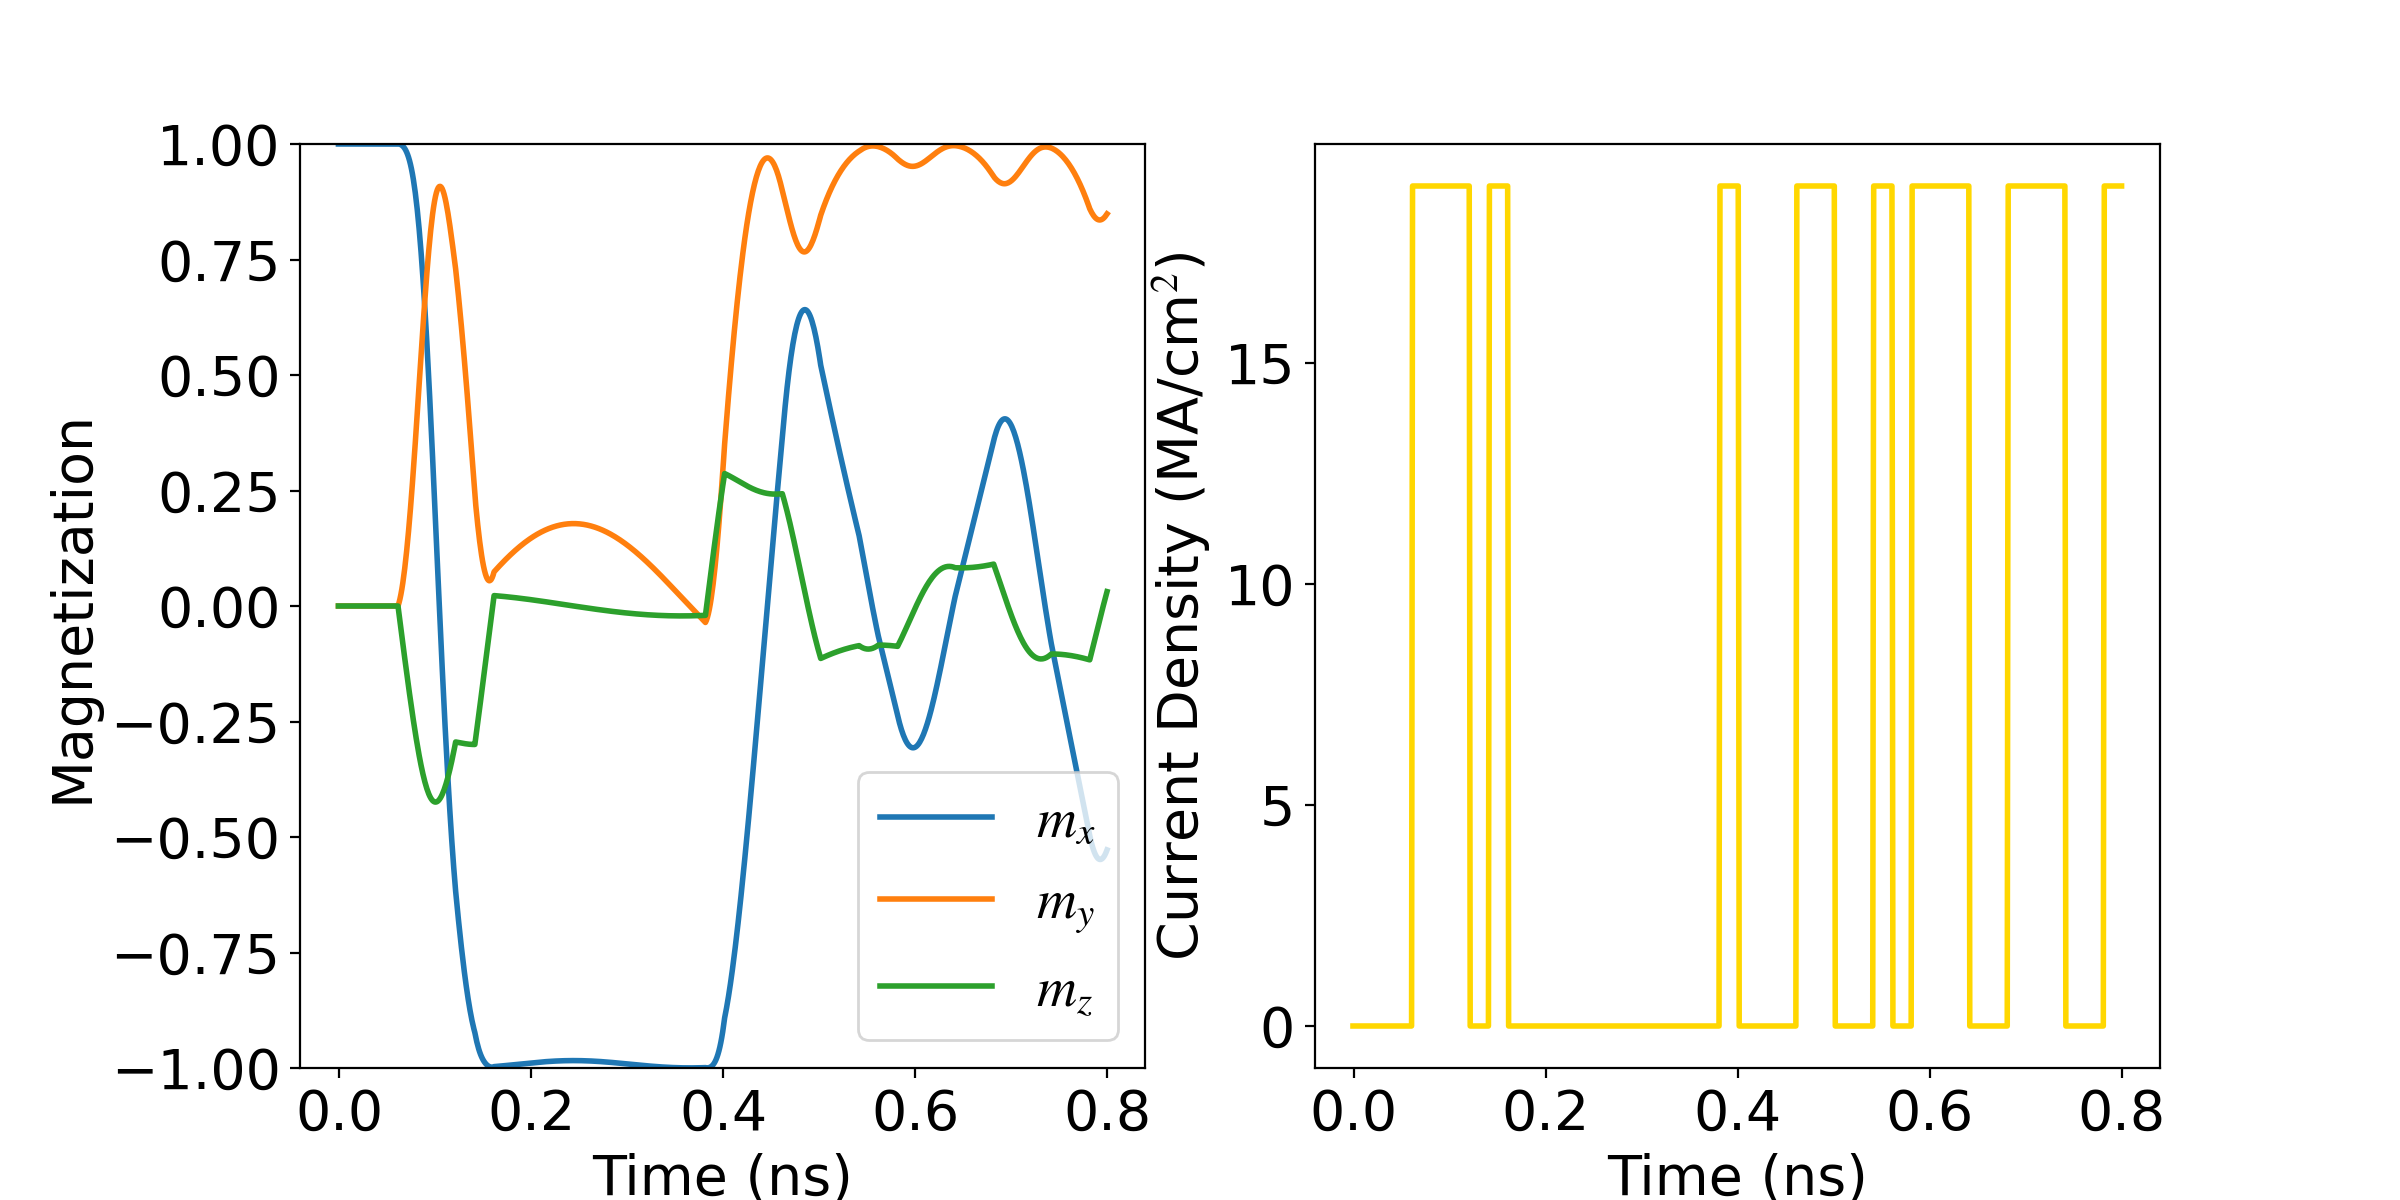 1.00
0.75
0.50
0.25
0.00
−0.25
−0.50
−0.75
−1.00
Magnetization
0.0 0.2 0.4 0.6 0.8
Time (ns)
m_x
m_y
m_z
15
10
5
0
Current Density (MA/cm²)
0.0 0.2 0.4 0.6 0.8
Time (ns)